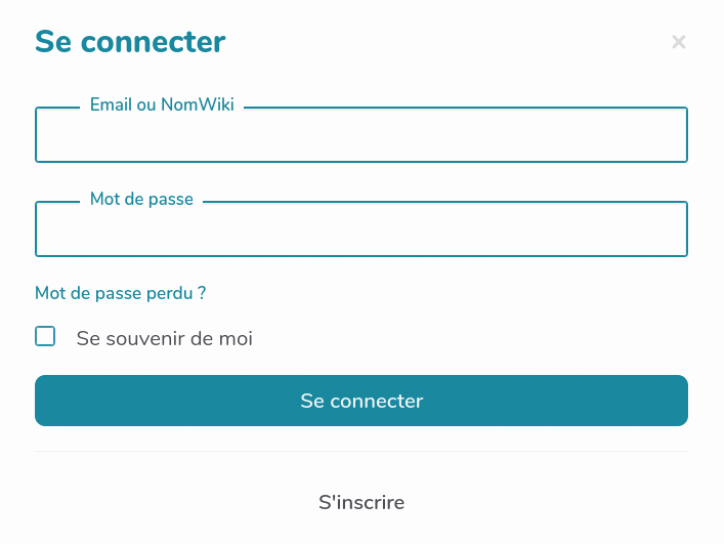 Se connecter
×
Email ou NomWiki
Mot de passe
Mot de passe perdu ?
Se souvenir de moi
Se connecter
S'inscrire